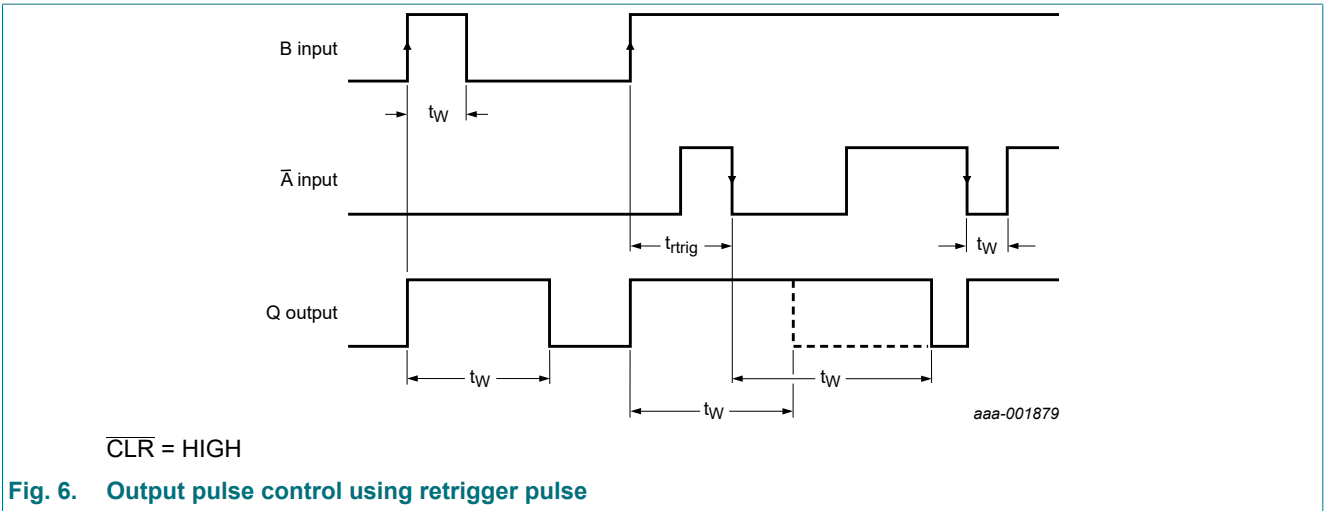 B input
tW
A̅ input
trtrig
tW
Q output
tW
tW
tW
aaa-001879
C̅L̅R̅ = HIGH
Fig. 6. Output pulse control using retrigger pulse